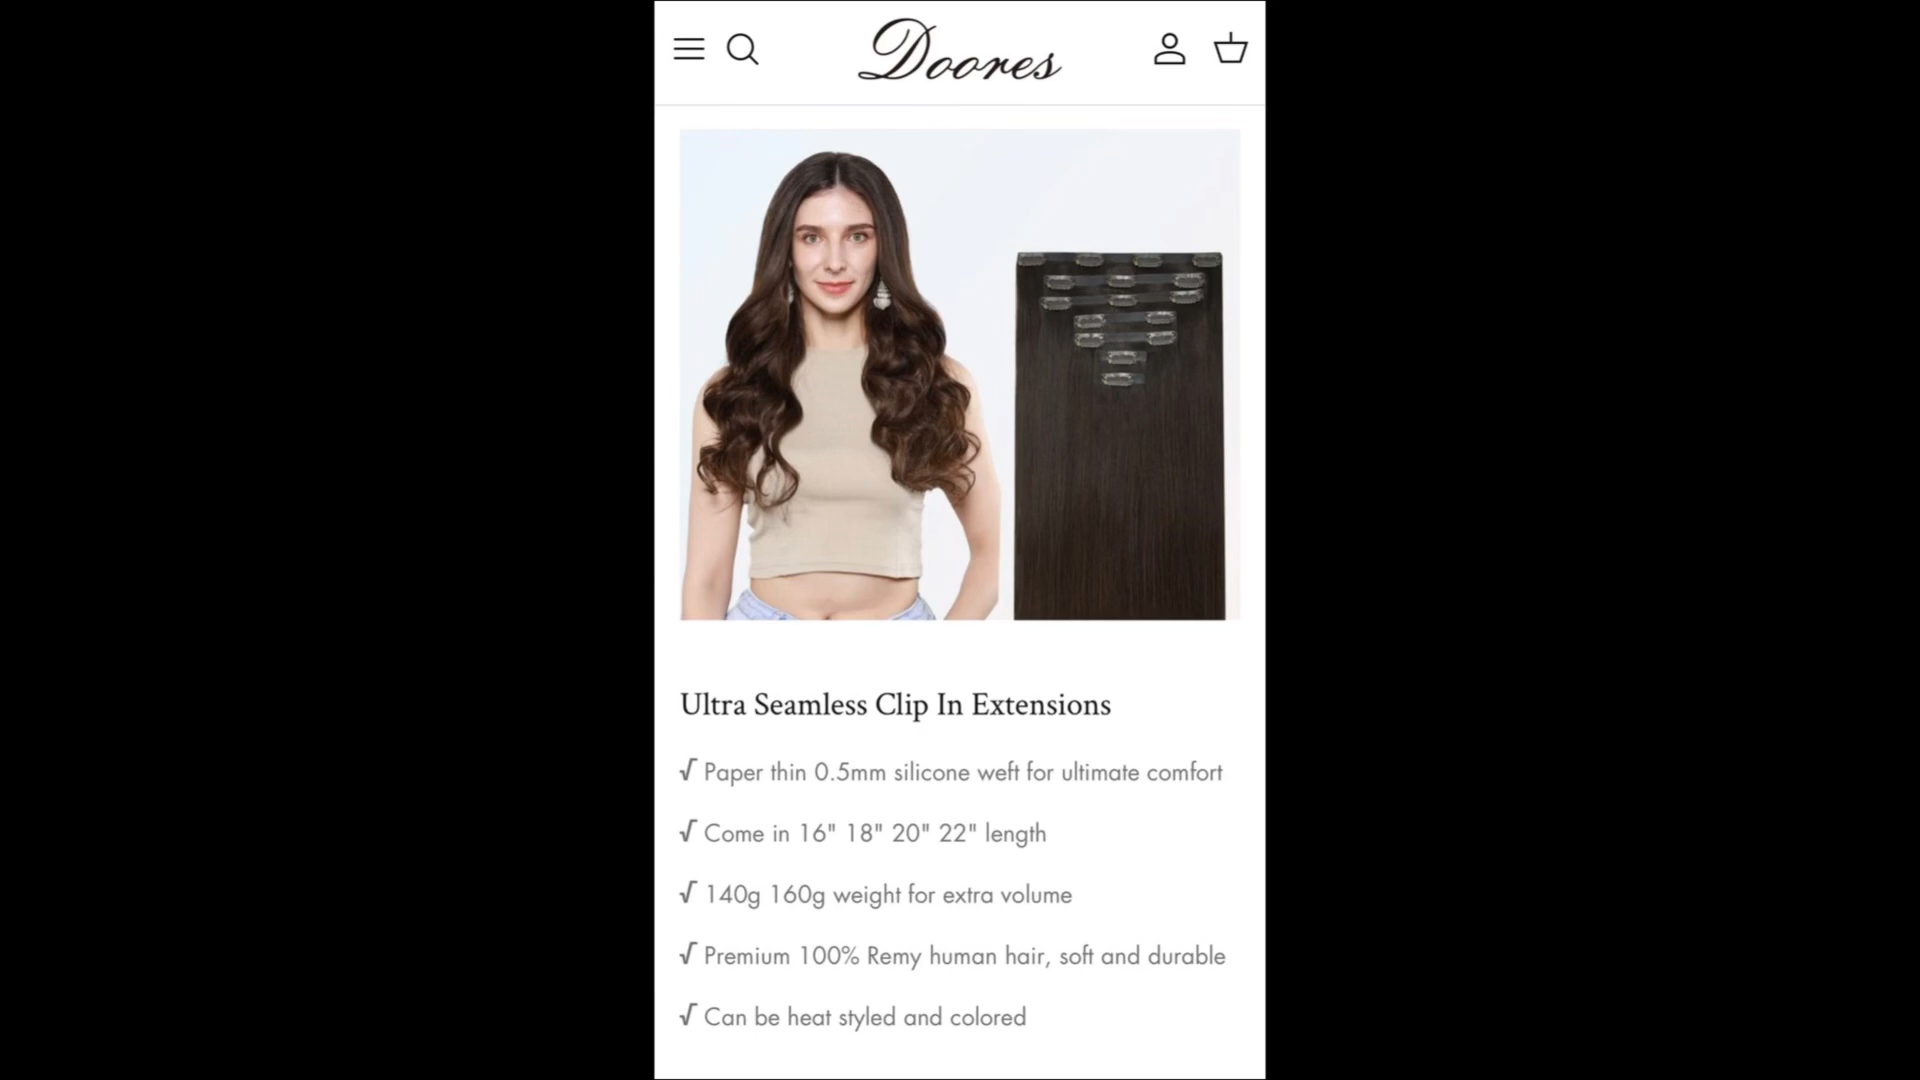 Doores
Ultra Seamless Clip In Extensions
√ Paper thin 0.5mm silicone weft for ultimate comfort
√ Come in 16" 18" 20" 22" length
√ 140g 160g weight for extra volume
√ Premium 100% Remy human hair, soft and durable
√ Can be heat styled and colored